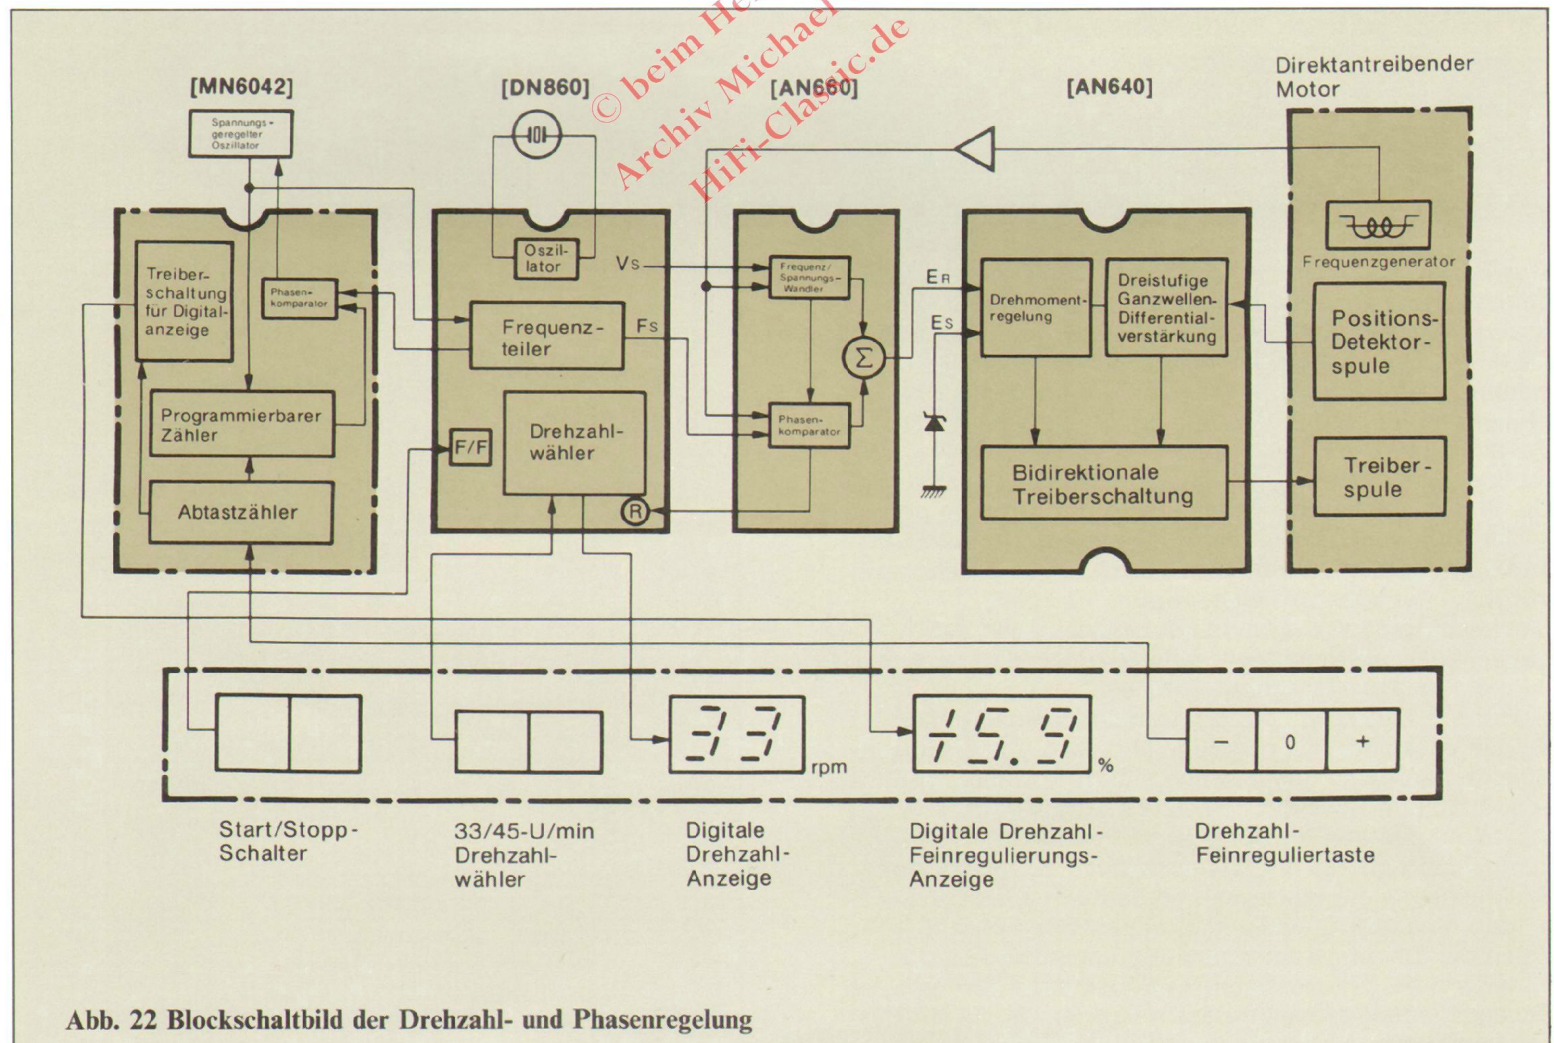 © beim He
Archiv Michael
HiFi-Classic.de
[MN6042]
[DN860]
[AN660]
[AN640]
Direktantreibender
Motor
Spannungs-
geregelter
Oszillator
Treiber-
schaltung
für Digital-
anzeige
Phasen-
komparator
Programmierbarer
Zähler
Abtastzähler
Oszil-
lator
Frequenz-
teiler
F/F
Drehzahl-
wähler
R
VS
FS
Frequenz/
Spannungs-
Wandler
Σ
Phasen-
komparator
ER
ES
Drehmoment-
regelung
Dreistufige
Ganzwellen-
Differential-
verstärkung
Bidirektionale
Treiberschaltung
Frequenzgenerator
Positions-
Detektor-
spule
Treiber-
spule
33
rpm
+5.9
%
−
0
+
Start/Stopp-
Schalter
33/45-U/min
Drehzahl-
wähler
Digitale
Drehzahl-
Anzeige
Digitale Drehzahl-
Feinregulierungs-
Anzeige
Drehzahl-
Feinreguliertaste
Abb. 22 Blockschaltbild der Drehzahl- und Phasenregelung